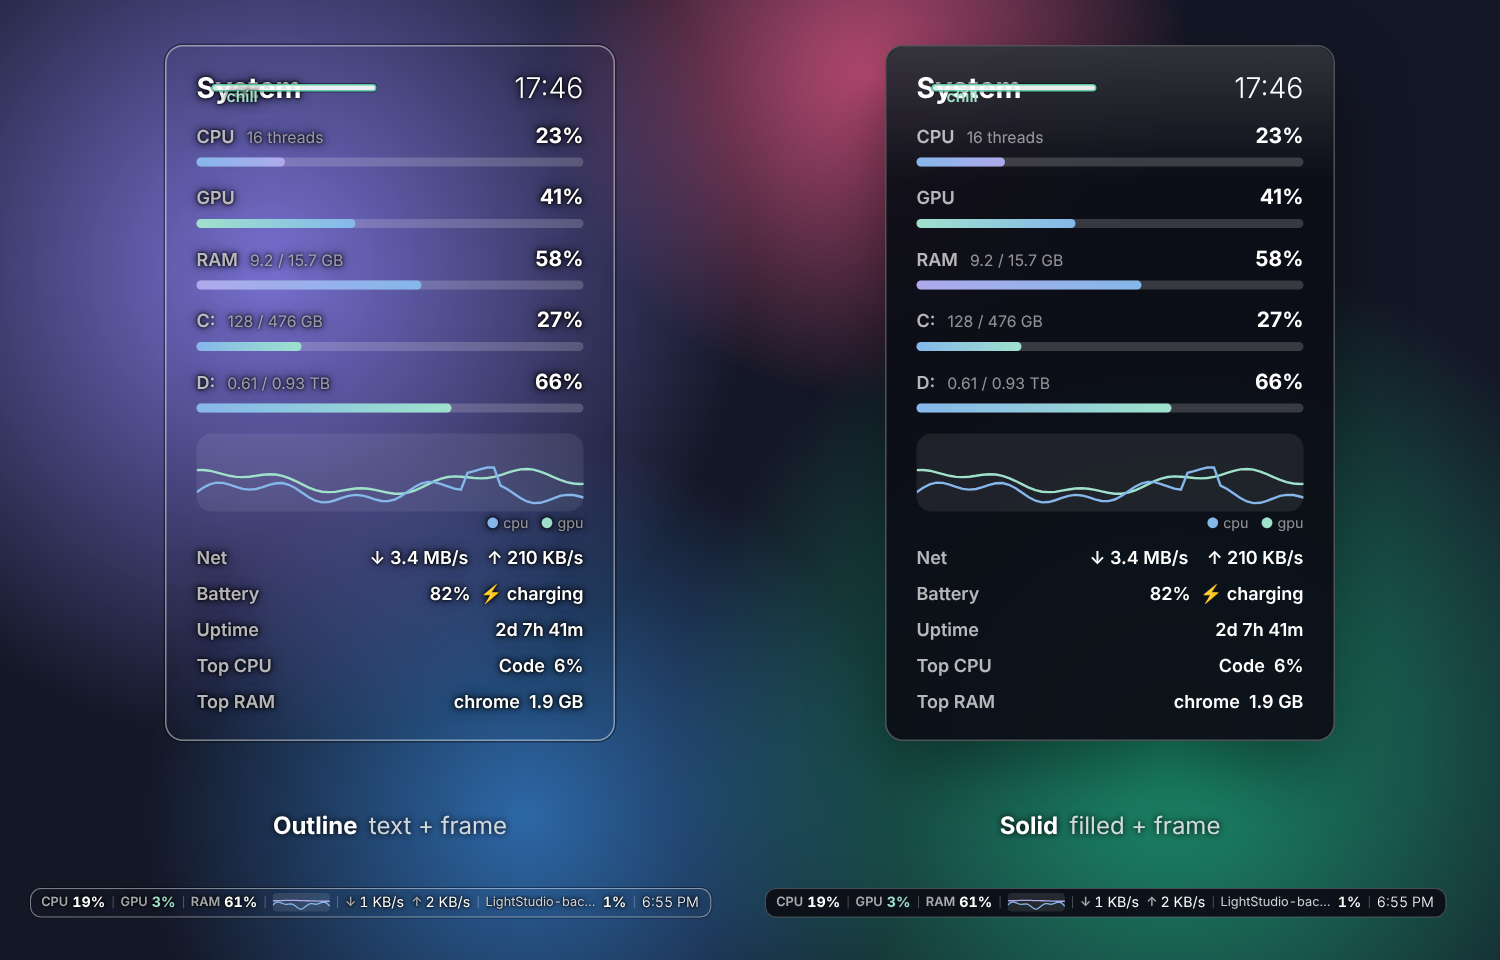 System 17:46
chill
CPU 16 threads 23%
GPU 41%
RAM 9.2 / 15.7 GB 58%
C: 128 / 476 GB 27%
D: 0.61 / 0.93 TB 66%
cpu gpu
Net ↓ 3.4 MB/s ↑ 210 KB/s
Battery 82% ⚡ charging
Uptime 2d 7h 41m
Top CPU Code 6%
Top RAM chrome 1.9 GB
Outline text + frame
CPU 19% | GPU 3% | RAM 61% | | ↓ 1 KB/s ↑ 2 KB/s | LightStudio-bac... 1% | 6:55 PM
System 17:46
chill
CPU 16 threads 23%
GPU 41%
RAM 9.2 / 15.7 GB 58%
C: 128 / 476 GB 27%
D: 0.61 / 0.93 TB 66%
cpu gpu
Net ↓ 3.4 MB/s ↑ 210 KB/s
Battery 82% ⚡ charging
Uptime 2d 7h 41m
Top CPU Code 6%
Top RAM chrome 1.9 GB
Solid filled + frame
CPU 19% | GPU 3% | RAM 61% | | ↓ 1 KB/s ↑ 2 KB/s | LightStudio-bac... 1% | 6:55 PM